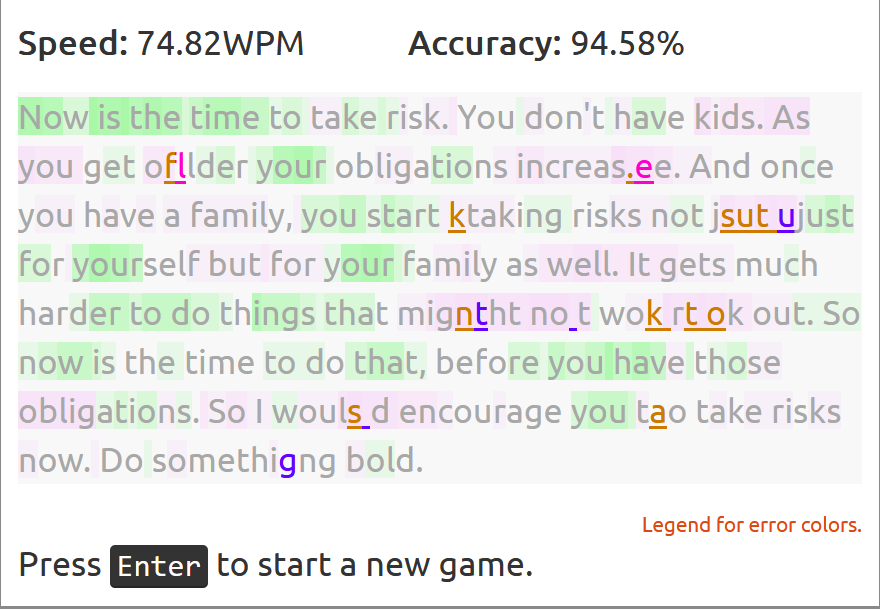 Speed: 74.82WPM Accuracy: 94.58%
Now is the time to take risk. You don't have kids. As
you get oflder your obligations increas.ee. And once
you have a family, you start ktaking risks not jsut ujust
for yourself but for your family as well. It gets much
harder to do things that migntht no t wok rt ok out. So
now is the time to do that, before you have those
obligations. So I wouls d encourage you tao take risks
now. Do somethigng bold.
Legend for error colors.
Press Enter to start a new game.